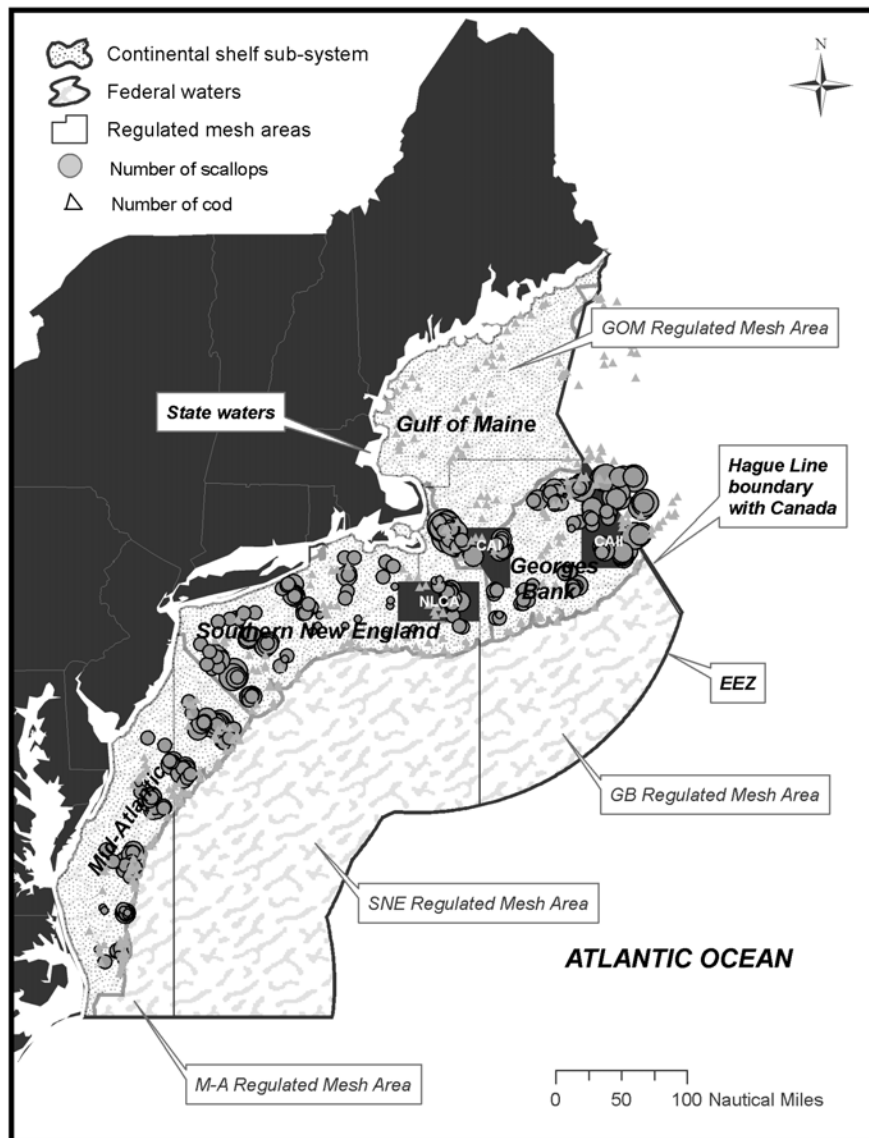 Continental shelf sub-system
Federal waters
Regulated mesh areas
Number of scallops
Number of cod
N
GOM Regulated Mesh Area
State waters
Gulf of Maine
Hague Line
boundary
with Canada
CAI
CAII
Georges
Bank
NLCA
Southern New England
EEZ
Mid-Atlantic
GB Regulated Mesh Area
SNE Regulated Mesh Area
ATLANTIC OCEAN
M-A Regulated Mesh Area
0 50 100 Nautical Miles